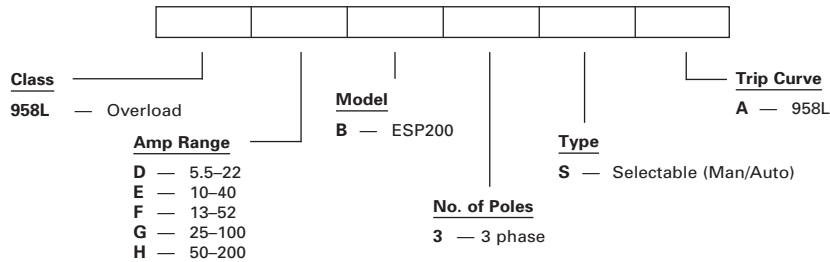 Class
958L — Overload
Amp Range
D — 5.5–22
E — 10–40
F — 13–52
G — 25–100
H — 50–200
Model
B — ESP200
No. of Poles
3 — 3 phase
Type
S — Selectable (Man/Auto)
Trip Curve
A — 958L